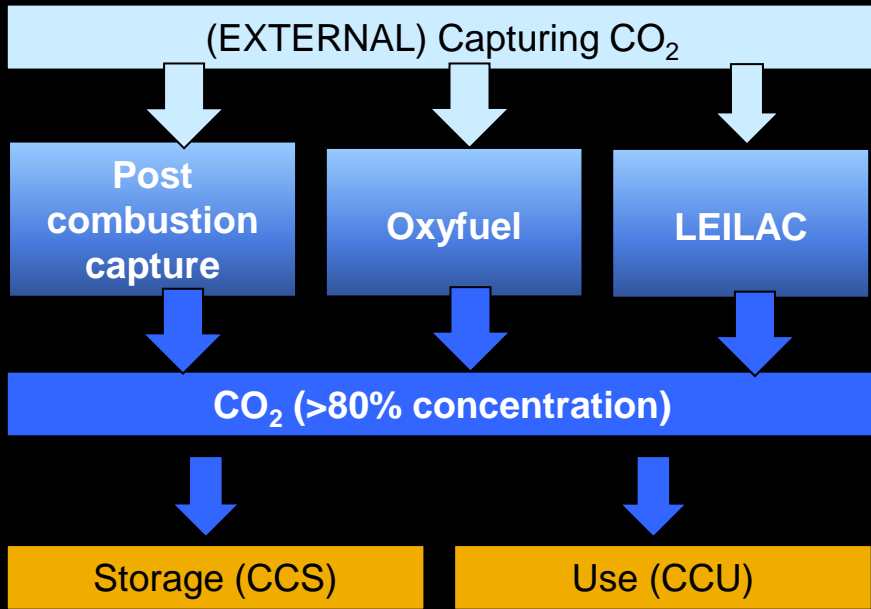 (EXTERNAL) Capturing CO₂
Post
combustion
capture
Oxyfuel
LEILAC
CO₂ (>80% concentration)
Storage (CCS)
Use (CCU)